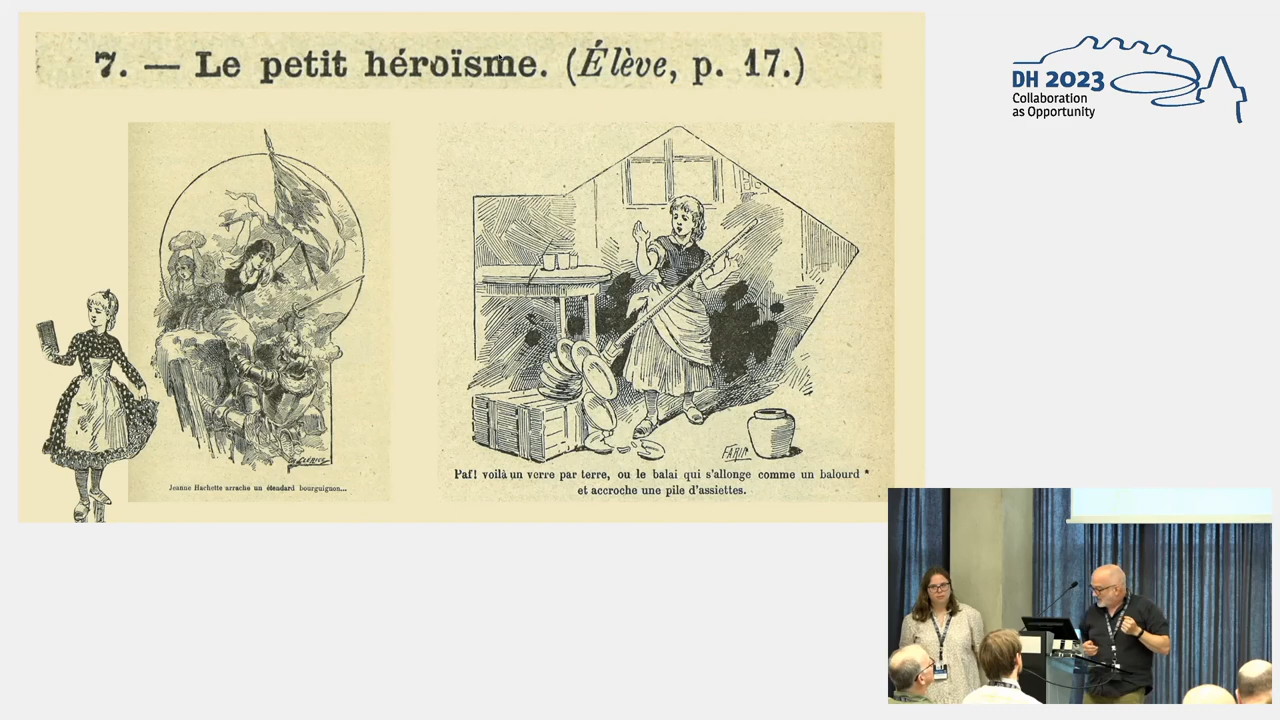 7. — Le petit héroïsme. (Élève, p. 17.)
DH 2023
Collaboration
as Opportunity
Jeanne Hachette arrache un étendard bourguignon...
FARIA
Paf! voilà un verre par terre, ou le balai qui s'allonge comme un balourd *
et accroche une pile d'assiettes.